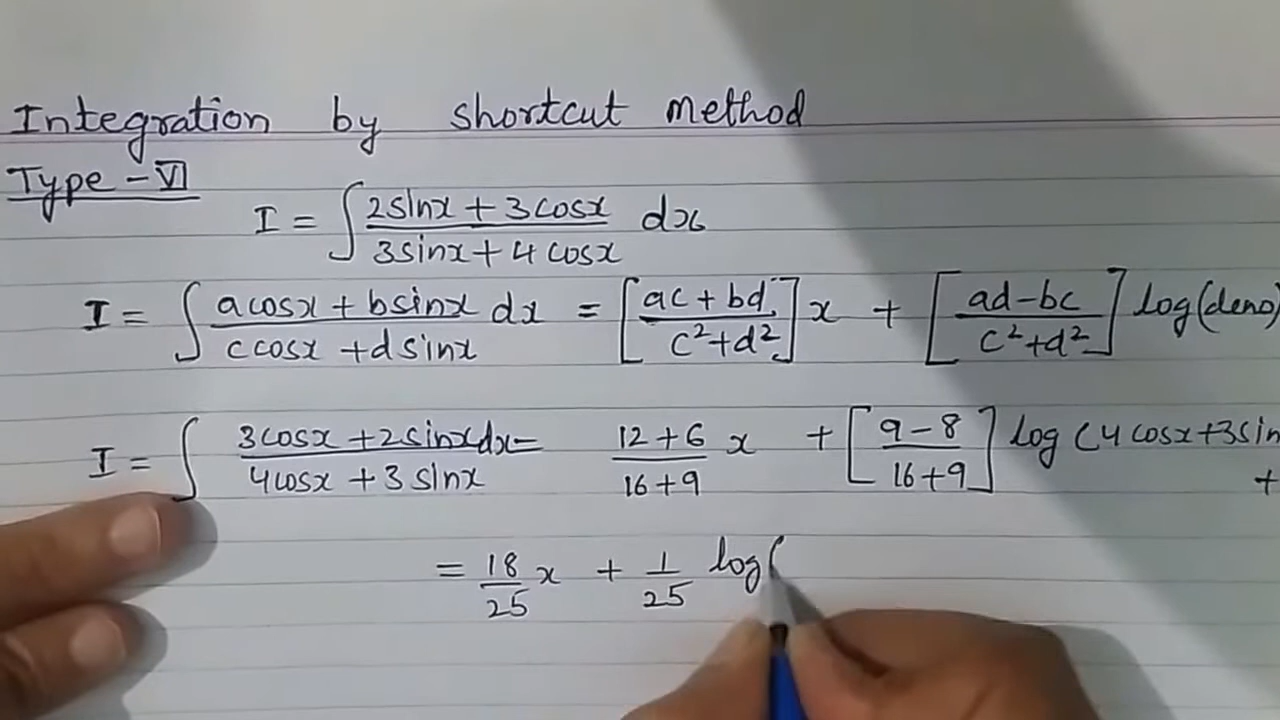 Integration by shortcut method
Type - VI
I = ∫ (2sinx + 3cosx)/(3sinx + 4cosx) dx
I = ∫ (acosx + bsinx)/(ccosx + dsinx) dx = [(ac + bd)/(c² + d²)] x + [(ad - bc)/(c² + d²)] log(deno)
I = ∫ (3cosx + 2sinxdx)/(4cosx + 3sinx) = (12 + 6)/(16 + 9) x + [(9 - 8)/(16 + 9)] log(4cosx + 3sin
+
= 18/25 x + 1/25 log(